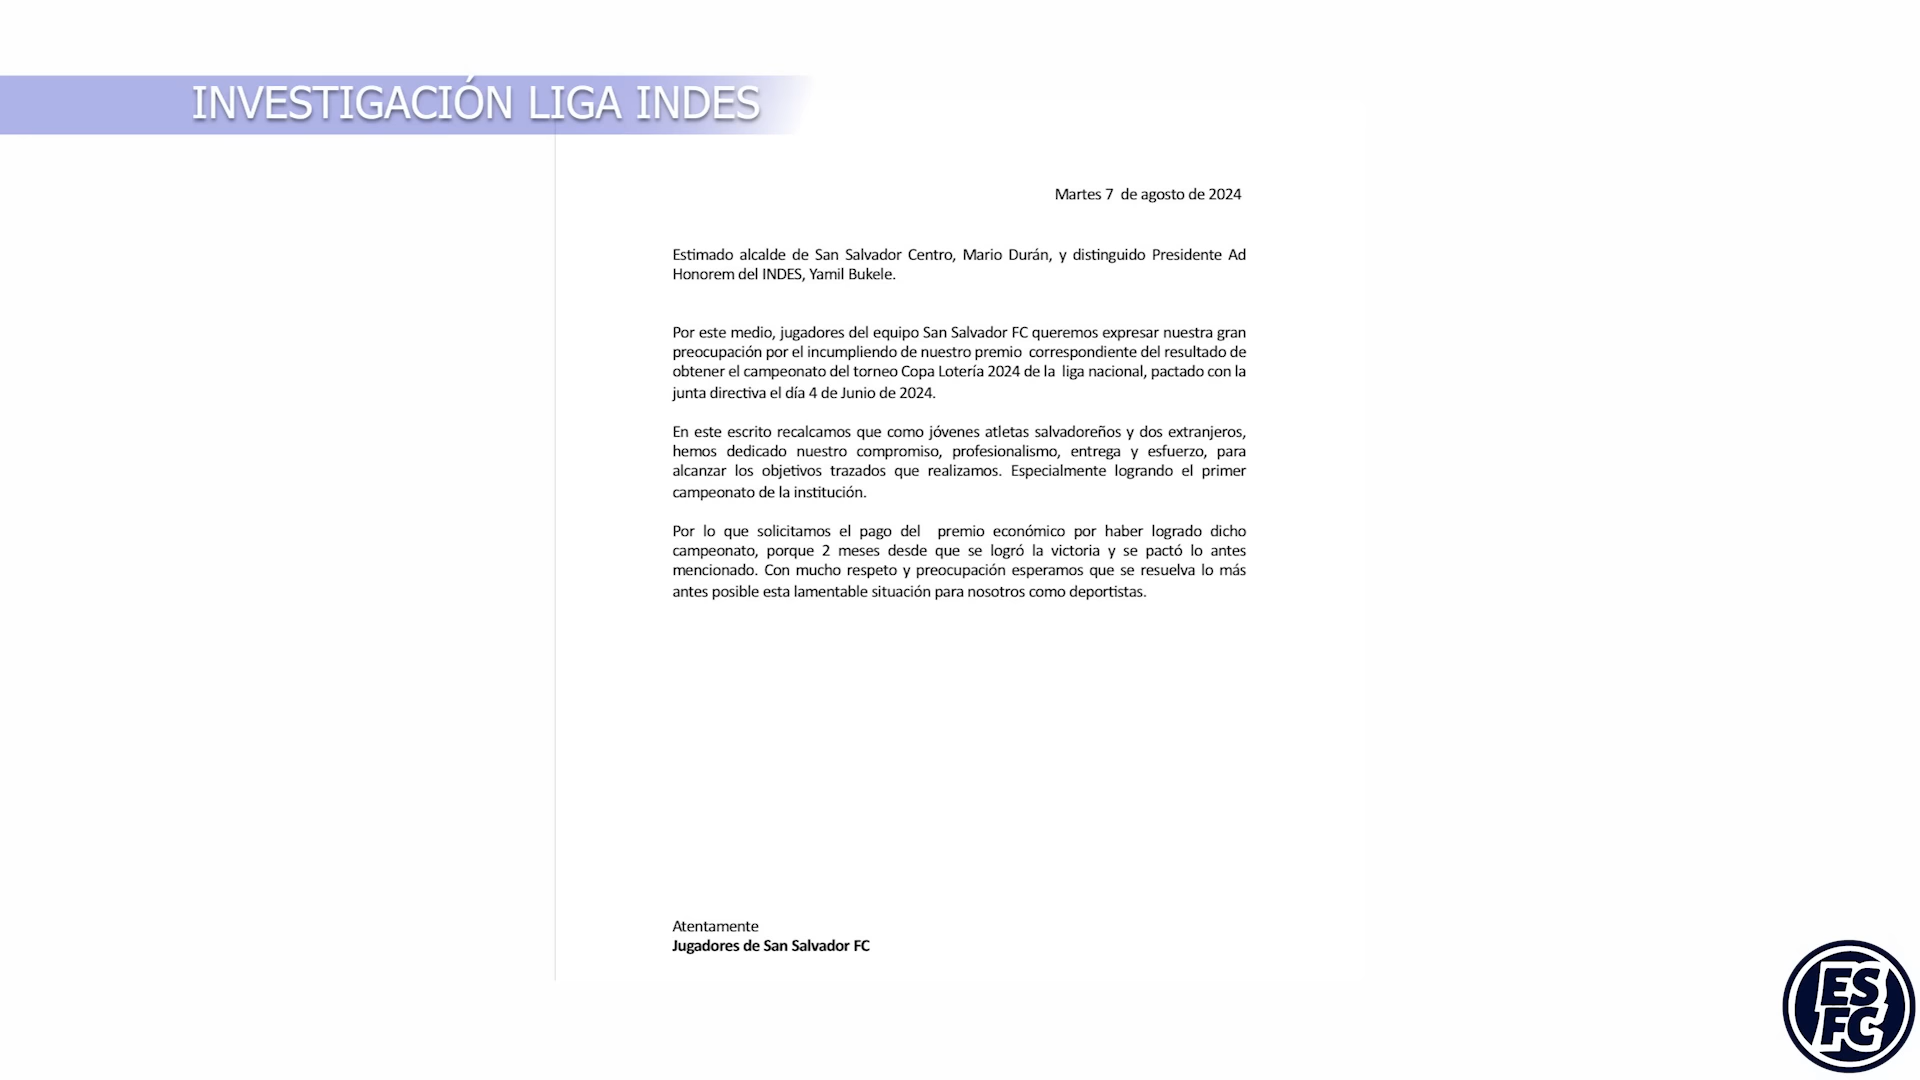 INVESTIGACIÓN LIGA INDES
Martes 7 de agosto de 2024
Estimado alcalde de San Salvador Centro, Mario Durán, y distinguido Presidente Ad
Honorem del INDES, Yamil Bukele.
Por este medio, jugadores del equipo San Salvador FC queremos expresar nuestra gran
preocupación por el incumpliendo de nuestro premio correspondiente del resultado de
obtener el campeonato del torneo Copa Lotería 2024 de la liga nacional, pactado con la
junta directiva el día 4 de Junio de 2024.
En este escrito recalcamos que como jóvenes atletas salvadoreños y dos extranjeros,
hemos dedicado nuestro compromiso, profesionalismo, entrega y esfuerzo, para
alcanzar los objetivos trazados que realizamos. Especialmente logrando el primer
campeonato de la institución.
Por lo que solicitamos el pago del premio económico por haber logrado dicho
campeonato, porque 2 meses desde que se logró la victoria y se pactó lo antes
mencionado. Con mucho respeto y preocupación esperamos que se resuelva lo más
antes posible esta lamentable situación para nosotros como deportistas.
Atentamente
Jugadores de San Salvador FC
ES
FC